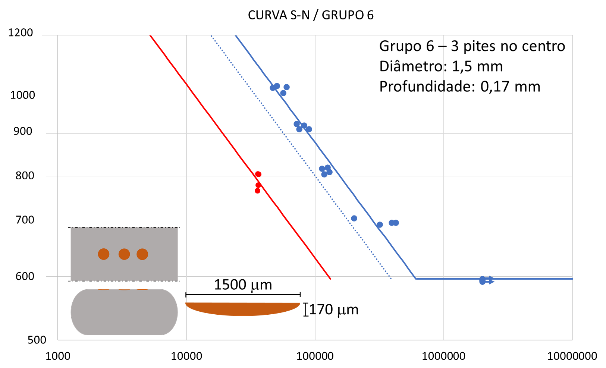 CURVA S-N / GRUPO 6
1200
Grupo 6 – 3 pites no centro
Diâmetro: 1,5 mm
Profundidade: 0,17 mm
1000
900
800
700
600
1500 µm
170 µm
500
1000
10000
100000
1000000
10000000